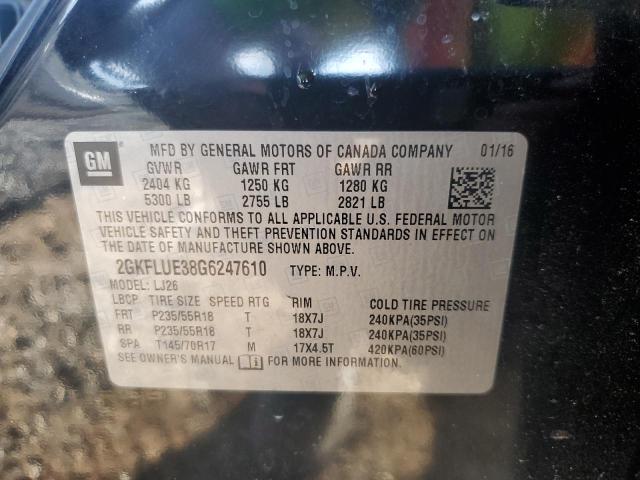 GM
MFD BY GENERAL MOTORS OF CANADA COMPANY 01/16
GVWR GAWR FRT GAWR RR
2404 KG 1250 KG 1280 KG
5300 LB 2755 LB 2821 LB
THIS VEHICLE CONFORMS TO ALL APPLICABLE U.S. FEDERAL MOTOR
VEHICLE SAFETY AND THEFT PREVENTION STANDARDS IN EFFECT ON
THE DATE OF MANUFACTURE SHOWN ABOVE.
2GKFLUE38G6247610 TYPE: M.P.V.
MODEL: LJ26
LBCP TIRE SIZE SPEED RTG RIM COLD TIRE PRESSURE
FRT P235/55R18 T 18X7J 240KPA(35PSI)
RR P235/55R18 T 18X7J 240KPA(35PSI)
SPA T145/70R17 M 17X4.5T 420KPA(60PSI)
SEE OWNER'S MANUAL FOR MORE INFORMATION.